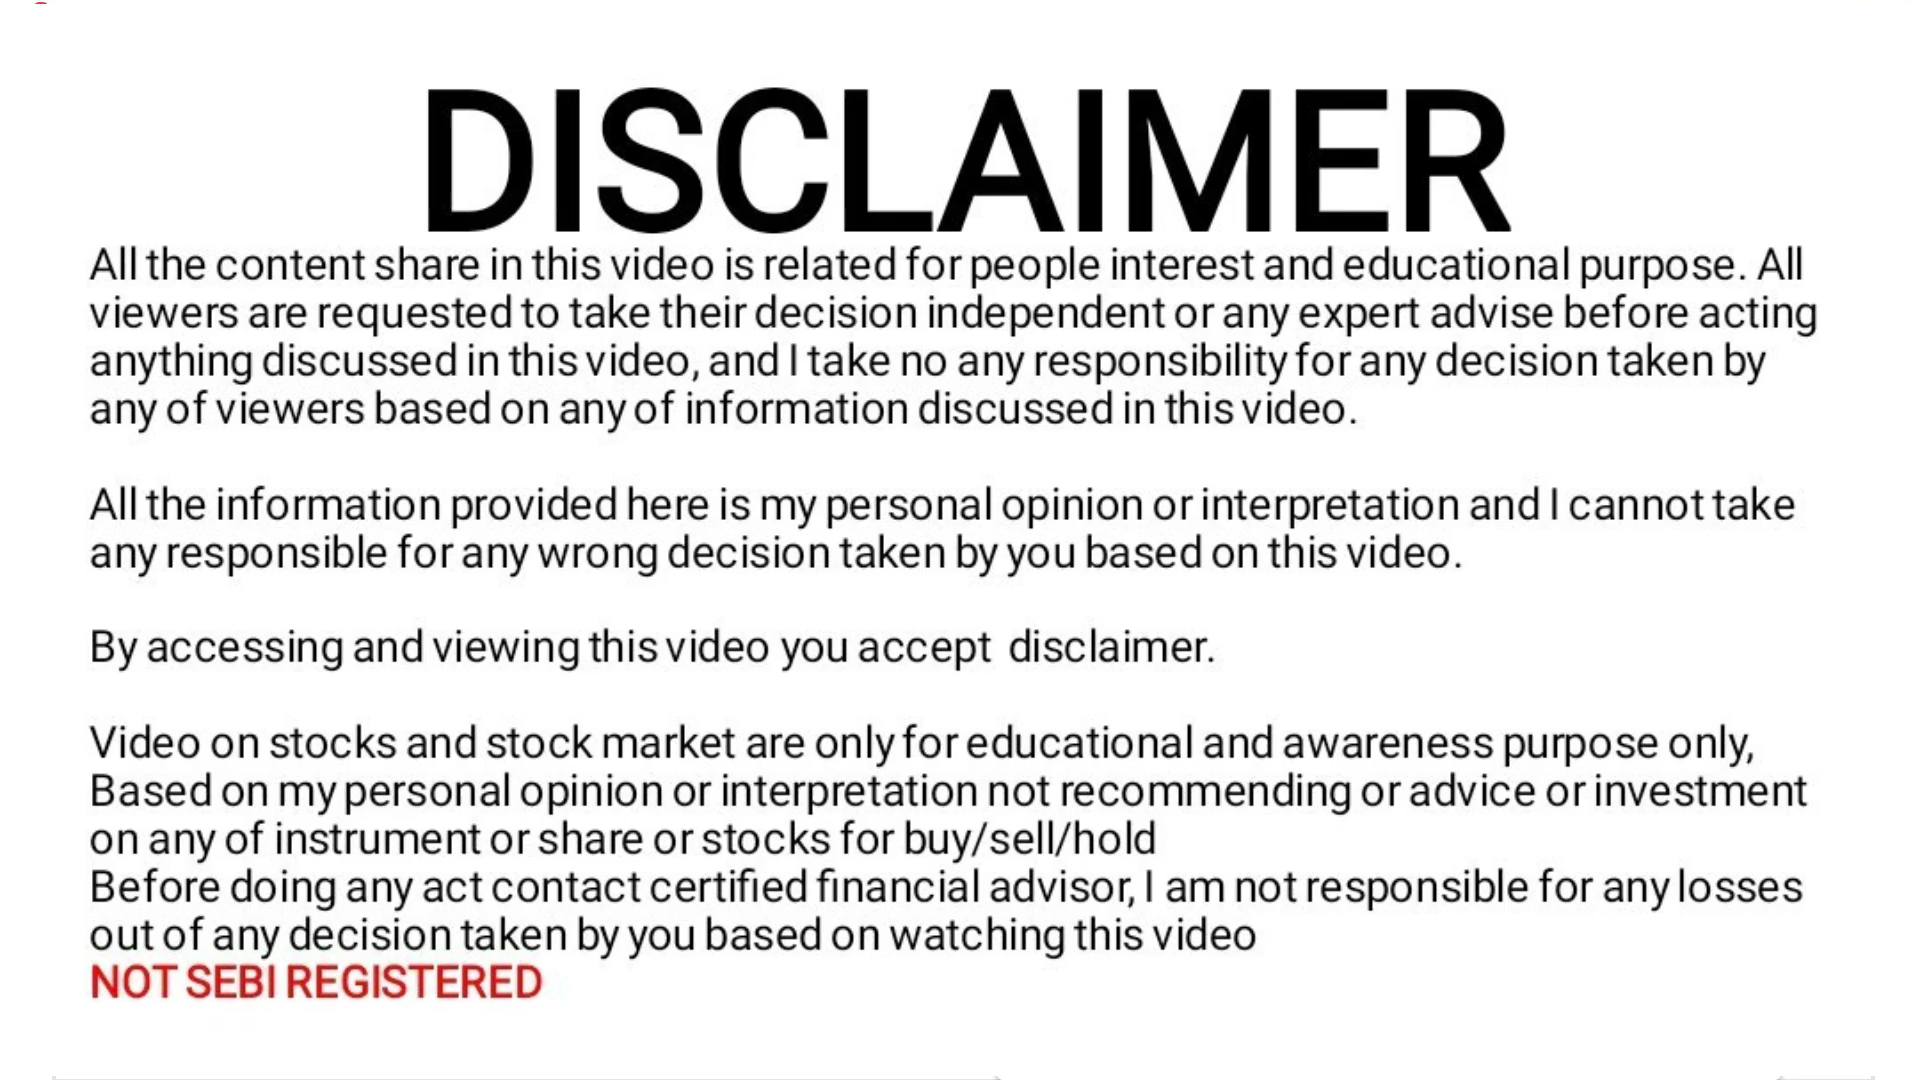 DISCLAIMER
All the content share in this video is related for people interest and educational purpose. All
viewers are requested to take their decision independent or any expert advise before acting
anything discussed in this video, and I take no any responsibility for any decision taken by
any of viewers based on any of information discussed in this video.
All the information provided here is my personal opinion or interpretation and I cannot take
any responsible for any wrong decision taken by you based on this video.
By accessing and viewing this video you accept disclaimer.
Video on stocks and stock market are only for educational and awareness purpose only,
Based on my personal opinion or interpretation not recommending or advice or investment
on any of instrument or share or stocks for buy/sell/hold
Before doing any act contact certified financial advisor, I am not responsible for any losses
out of any decision taken by you based on watching this video
NOT SEBI REGISTERED